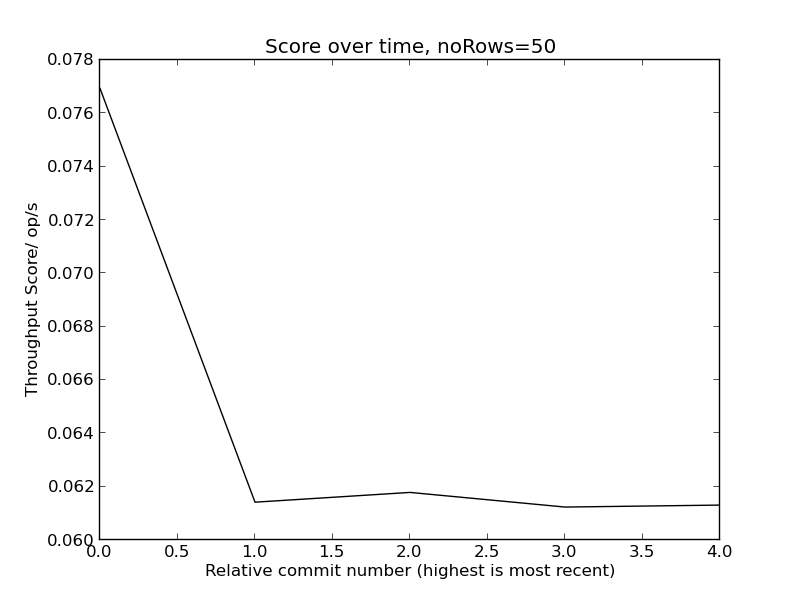 Score over time, noRows=50
Throughput Score/ op/s
0.078
0.076
0.074
0.072
0.070
0.068
0.066
0.064
0.062
0.060
0.0 0.5 1.0 1.5 2.0 2.5 3.0 3.5 4.0
Relative commit number (highest is most recent)